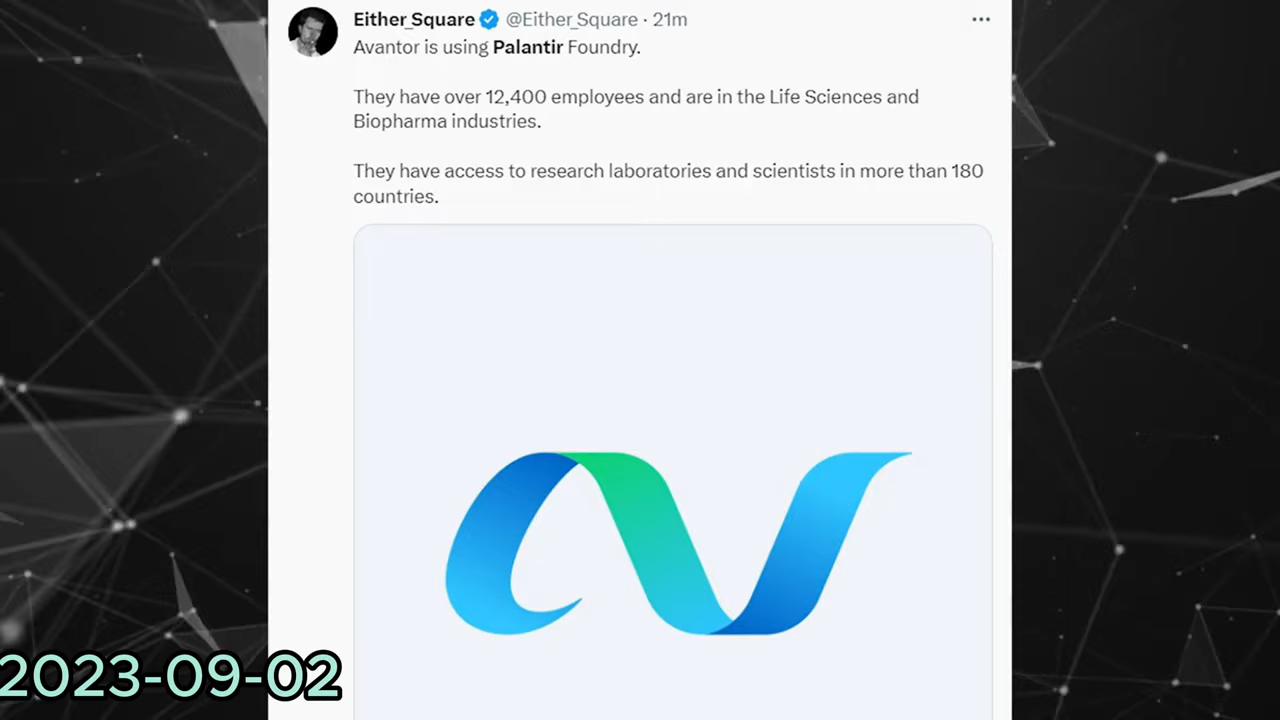 Either_Square @Either_Square · 21m
Avantor is using Palantir Foundry.
They have over 12,400 employees and are in the Life Sciences and
Biopharma industries.
They have access to research laboratories and scientists in more than 180
countries.
2023-09-02